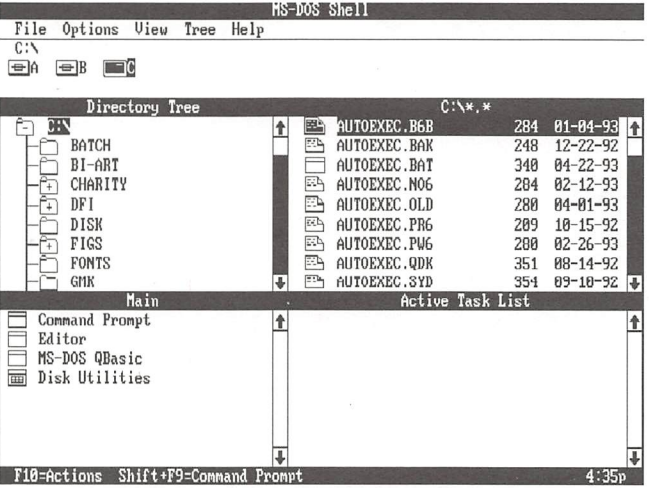 MS-DOS Shell
File Options View Tree Help
C:\
A B C
Directory Tree
C:\
BATCH
BI-ART
CHARITY
DFI
DISK
FIGS
FONTS
GMK
C:\*.*
AUTOEXEC.B6B 284 01-04-93
AUTOEXEC.BAK 248 12-22-92
AUTOEXEC.BAT 340 04-22-93
AUTOEXEC.NO6 284 02-12-93
AUTOEXEC.OLD 280 04-01-93
AUTOEXEC.PR6 209 10-15-92
AUTOEXEC.PW6 280 02-26-93
AUTOEXEC.QDK 351 08-14-92
AUTOEXEC.SYD 354 09-10-92
Main
Command Prompt
Editor
MS-DOS QBasic
Disk Utilities
Active Task List
F10=Actions Shift+F9=Command Prompt 4:35p